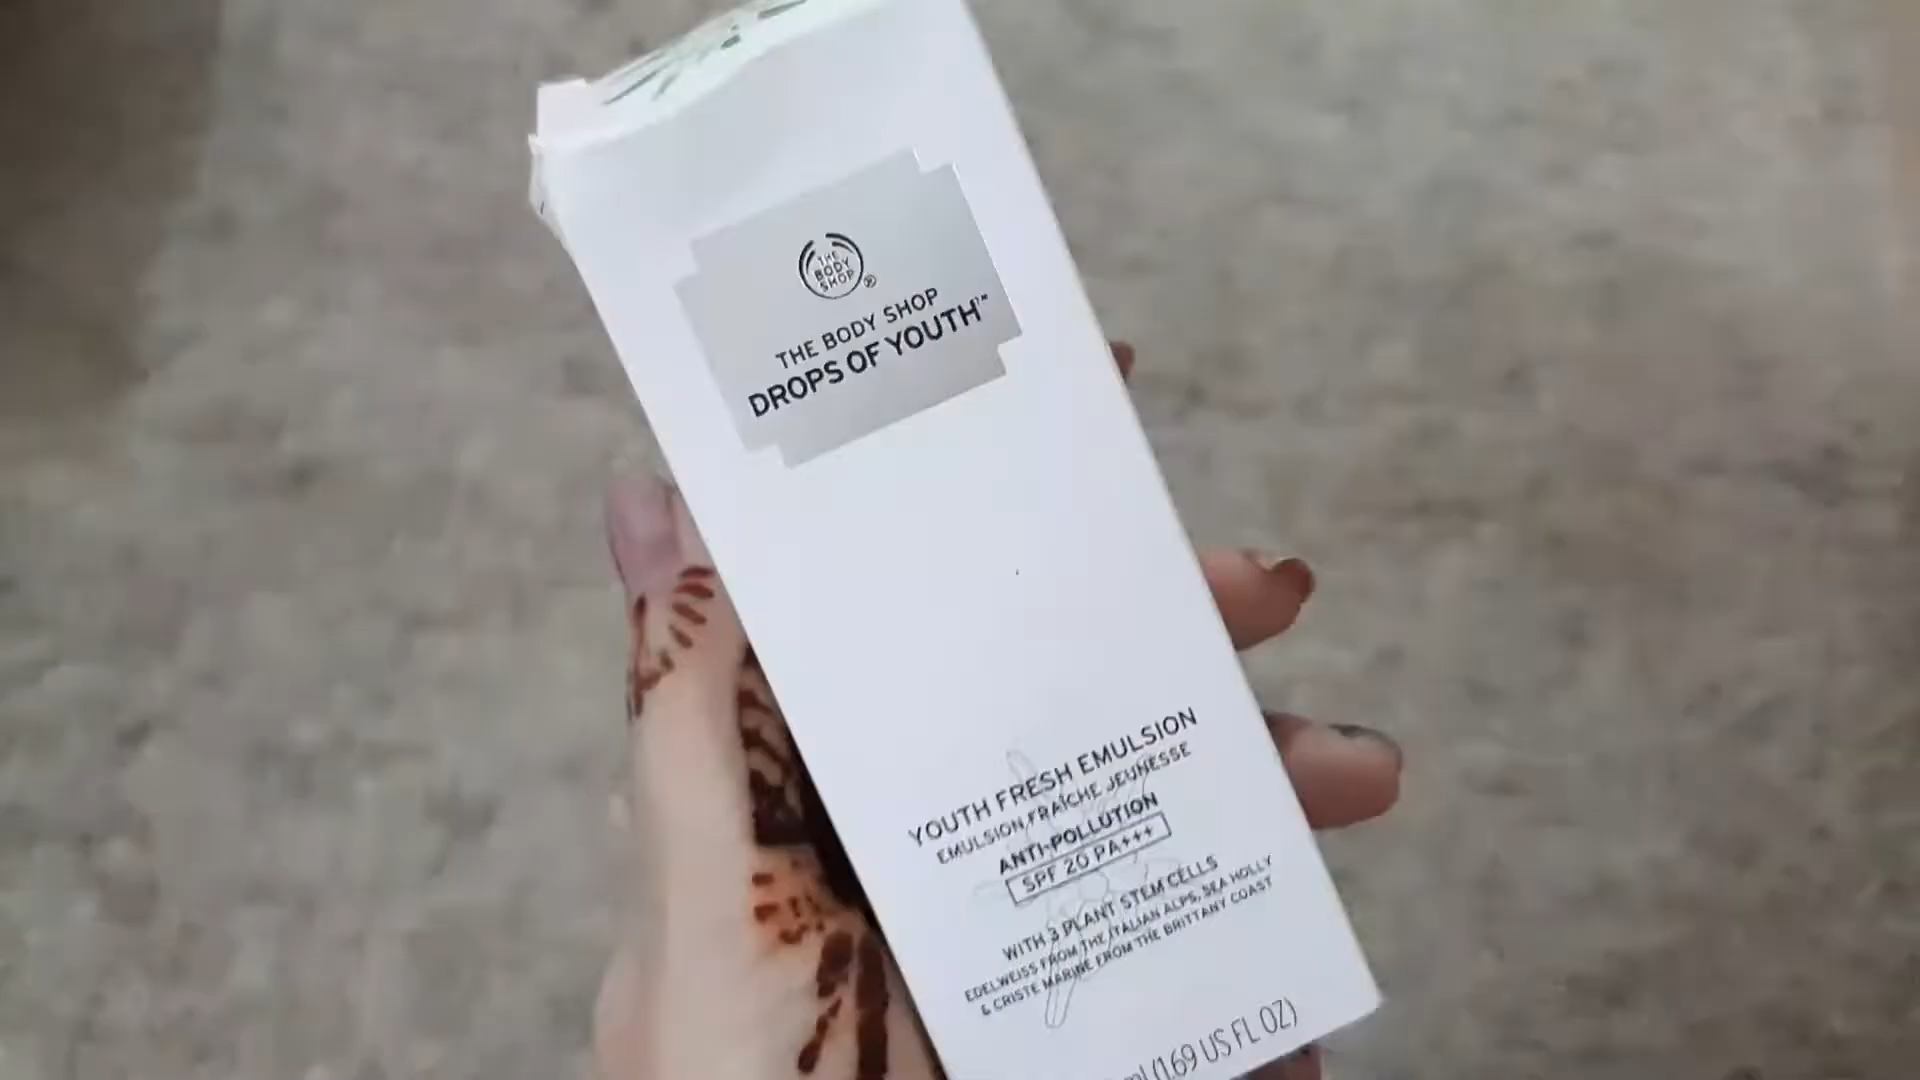 THE
BODY
SHOP
®
THE BODY SHOP
DROPS OF YOUTH™
YOUTH FRESH EMULSION
EMULSION FRAÎCHE JEUNESSE
ANTI-POLLUTION
SPF 20 PA+++
WITH 3 PLANT STEM CELLS
EDELWEISS FROM THE ITALIAN ALPS, SEA HOLLY
& CRISTE MARINE FROM THE BRITTANY COAST
ml (1.69 US FL OZ)